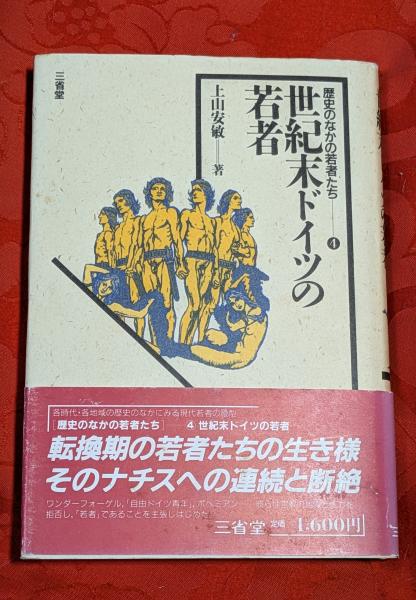 三省堂
歴史のなかの若者たち──4
世紀末ドイツの
若者
上山安敏──著
各時代・各地域の歴史のなかにみる現代若者の原型
[歴史のなかの若者たち] 4 世紀末ドイツの若者
転換期の若者たちの生き様
そのナチスへの連続と断絶
ワンダーフォーゲル、「自由ドイツ青年」、ボヘミアン
拒否し、「若者」であることを主張しはじめた。
三省堂 定価 1,600円